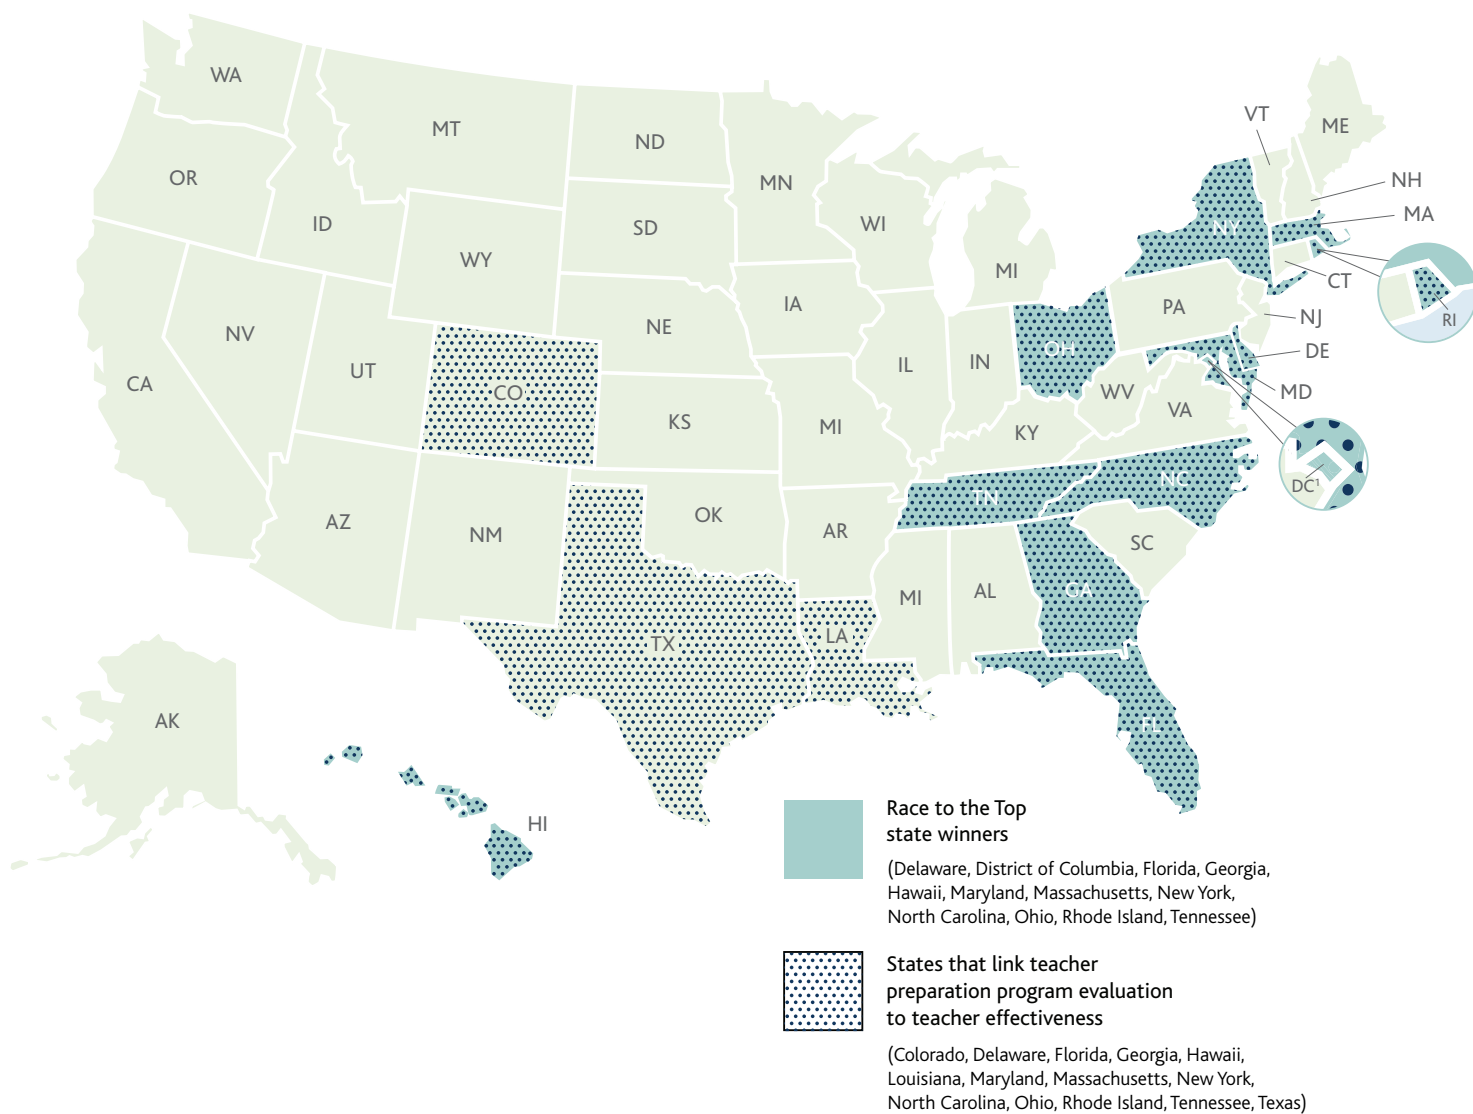 WA
MT
ND
MN
OR
ID
WY
SD
WI
MI
VT
ME
NH
MA
NY
CT
RI
NV
UT
CA
CO
NE
IA
IL
IN
OH
PA
NJ
DE
MD
WV
VA
KS
MI
KY
DC¹
AZ
NM
OK
AR
TN
NC
SC
TX
LA
MI
AL
GA
FL
AK
HI
Race to the Top
state winners
(Delaware, District of Columbia, Florida, Georgia,
Hawaii, Maryland, Massachusetts, New York,
North Carolina, Ohio, Rhode Island, Tennessee)
States that link teacher
preparation program evaluation
to teacher effectiveness
(Colorado, Delaware, Florida, Georgia, Hawaii,
Louisiana, Maryland, Massachusetts, New York,
North Carolina, Ohio, Rhode Island, Tennessee, Texas)